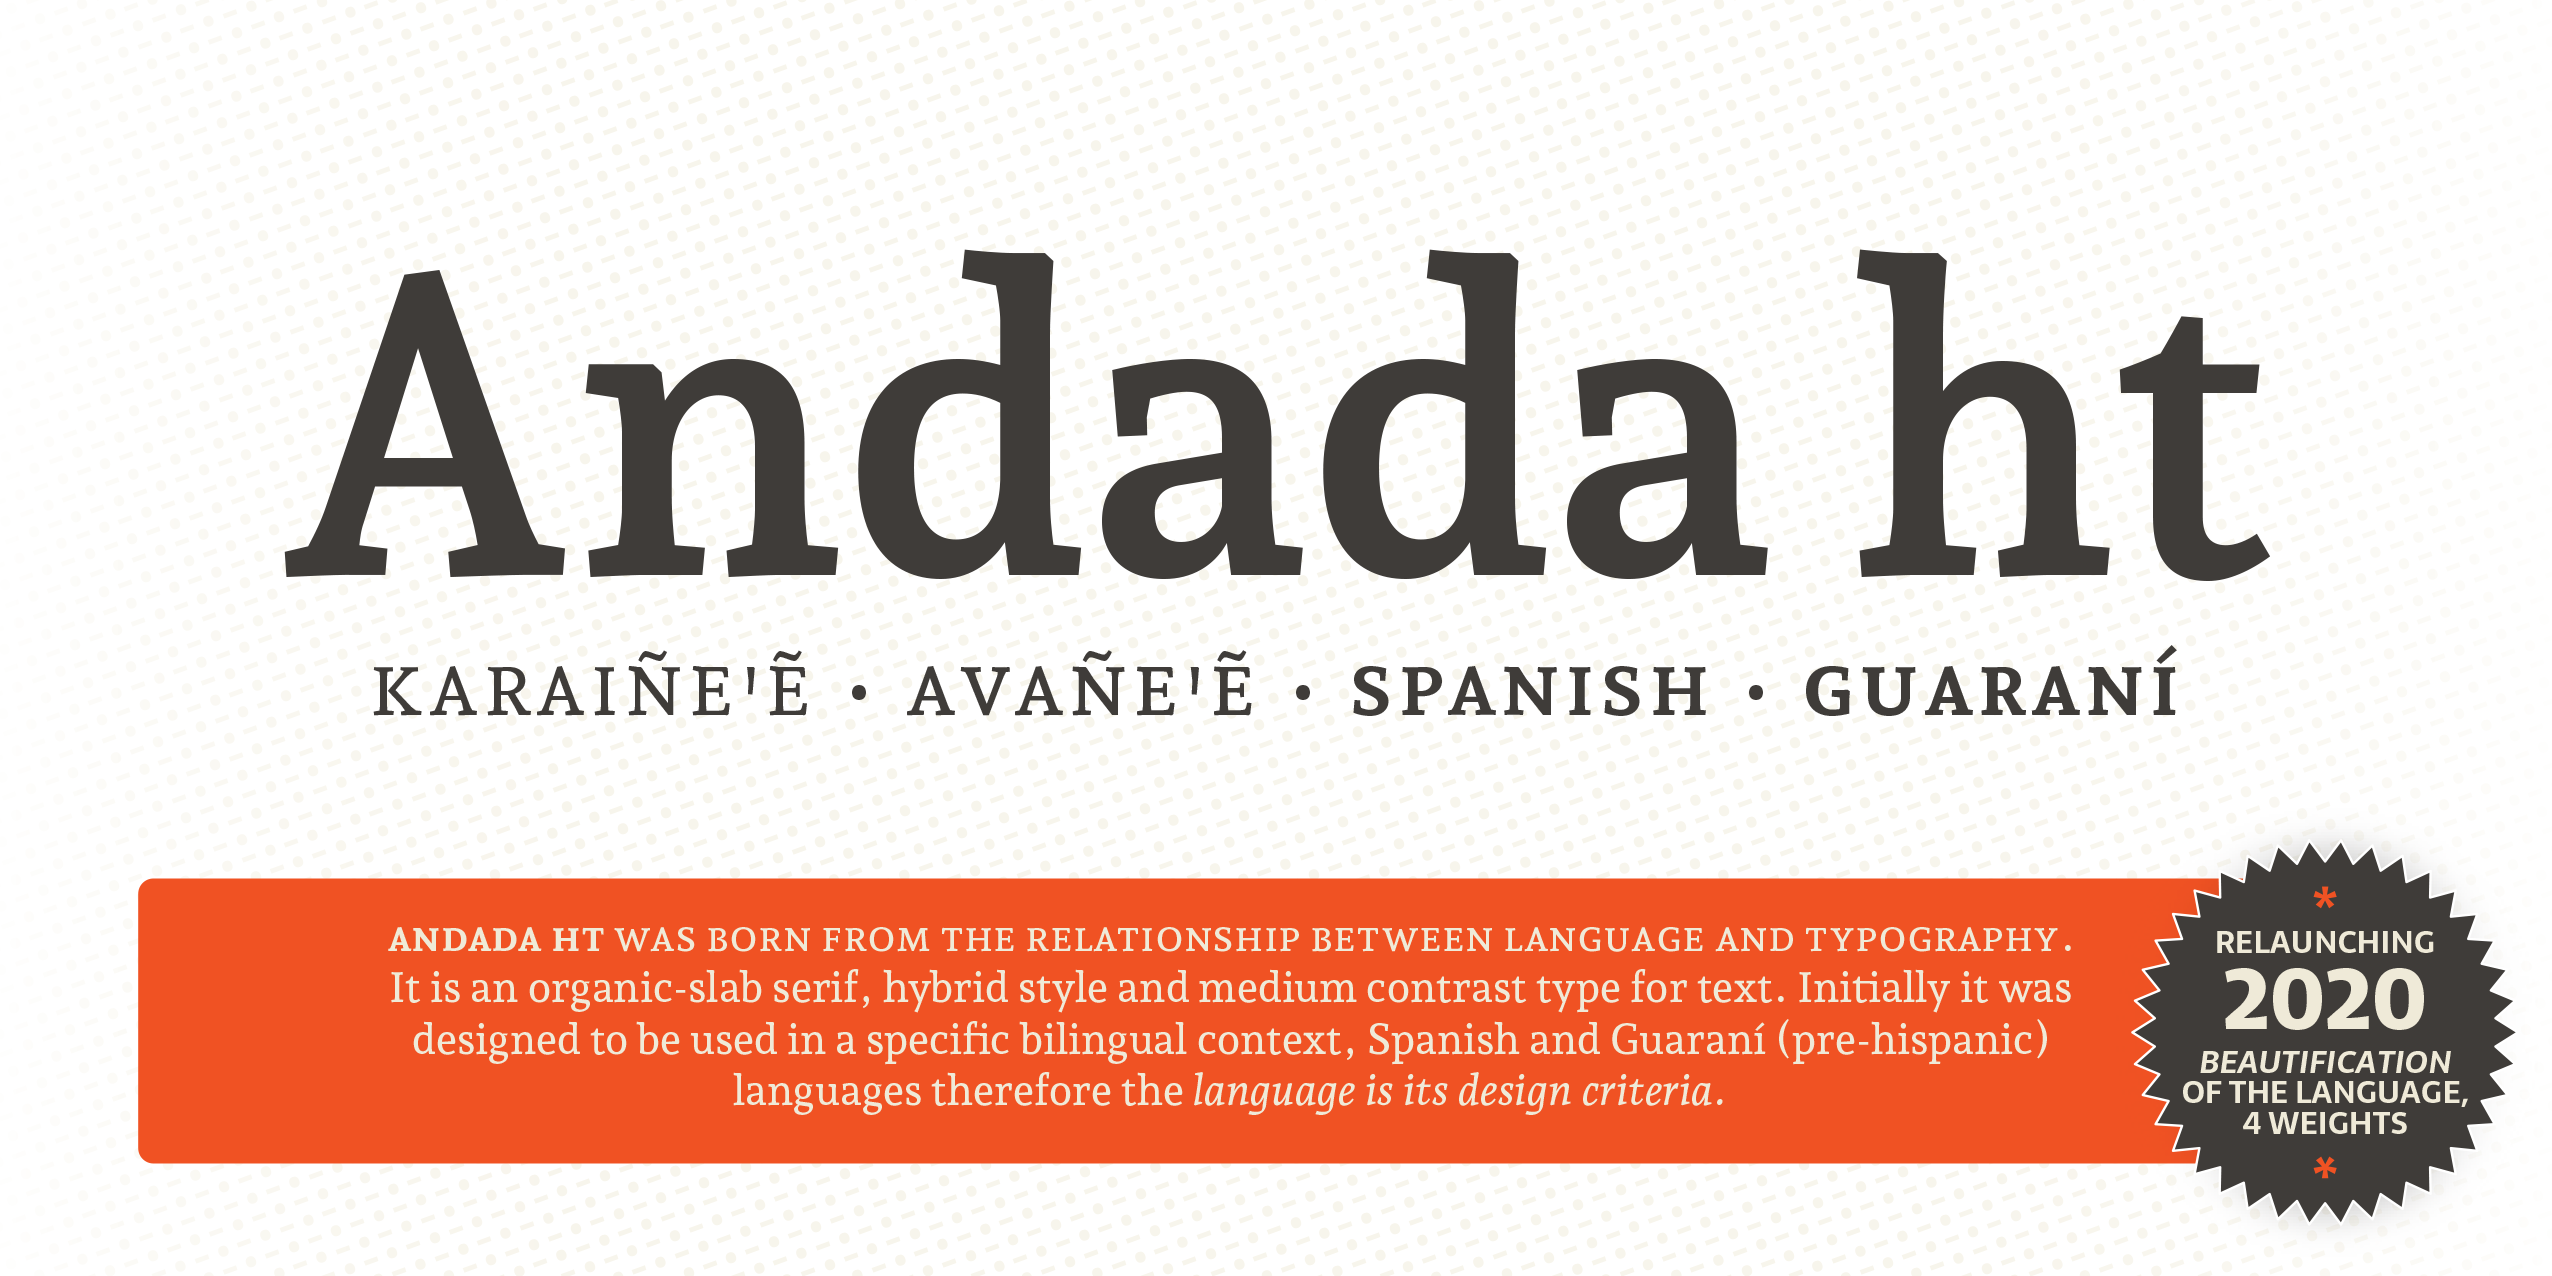 Andada ht
KARAIÑE'Ẽ • AVAÑE'Ẽ • SPANISH • GUARANÍ
ANDADA HT WAS BORN FROM THE RELATIONSHIP BETWEEN LANGUAGE AND TYPOGRAPHY.
It is an organic-slab serif, hybrid style and medium contrast type for text. Initially it was
designed to be used in a specific bilingual context, Spanish and Guaraní (pre-hispanic)
languages therefore the language is its design criteria.
*
RELAUNCHING
2020
BEAUTIFICATION
OF THE LANGUAGE,
4 WEIGHTS
*